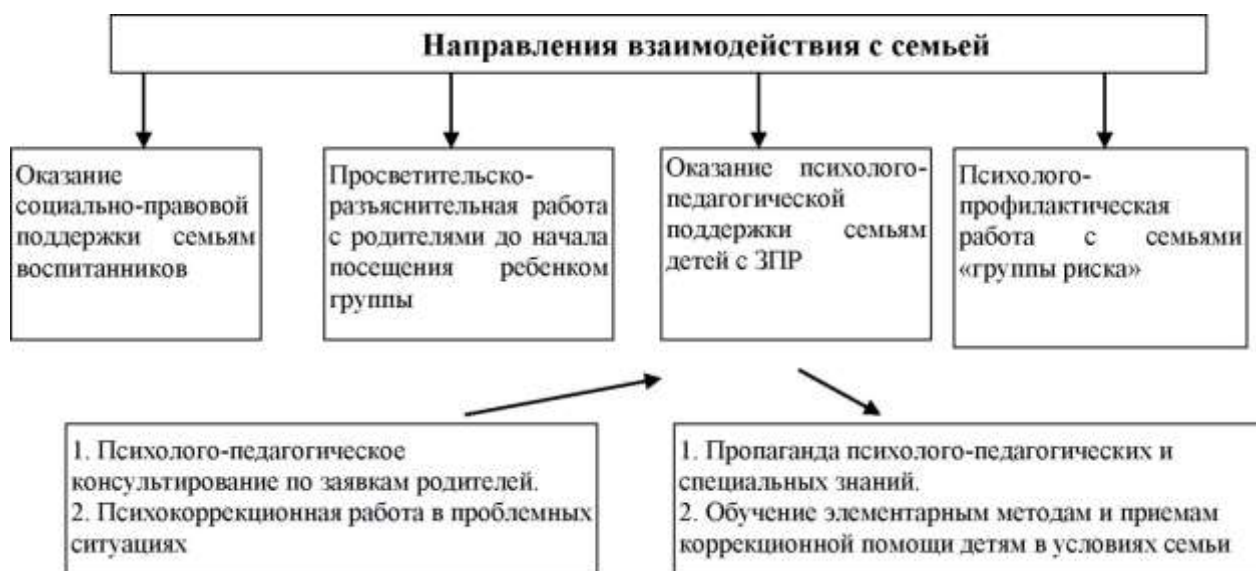 Направления взаимодействия с семьей
Оказание
социально-правовой
поддержки семьям
воспитанников
Просветительско-
разъяснительная работа
с родителями до начала
посещения ребенком
группы
Оказание психолого-
педагогической
поддержки семьям
детей с ЗПР
Психолого-
профилактическая
работа с семьями
«группы риска»
1. Психолого-педагогическое
консультирование по заявкам родителей.
2. Психокоррекционная работа в проблемных
ситуациях
1. Пропаганда психолого-педагогических и
специальных знаний.
2. Обучение элементарным методам и приемам
коррекционной помощи детям в условиях семьи